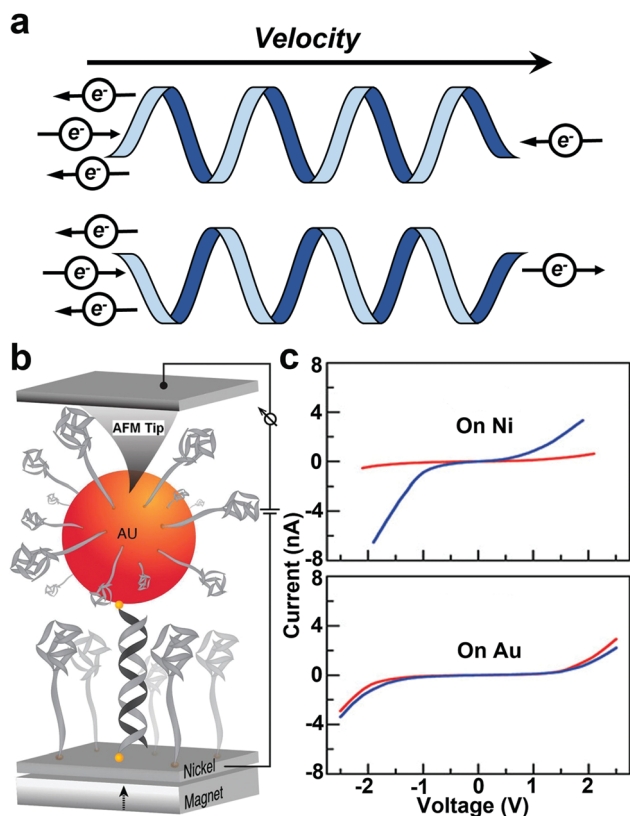 a
Velocity
e-
e-
e-
e-
e-
e-
e-
e-
b
AFM Tip
AU
Nickel
Magnet
c
Current (nA)
8
4
0
-4
-8
On Ni
8
4
0
-4
-8
On Au
-2 -1 0 1 2
Voltage (V)